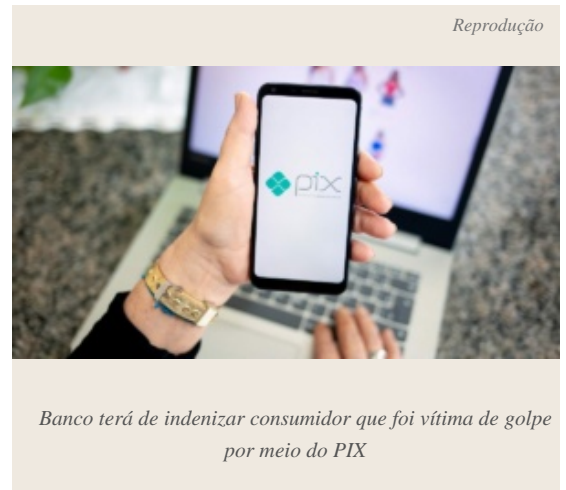 Reprodução
pix
Banco terá de indenizar consumidor que foi vítima de golpe
por meio do PIX